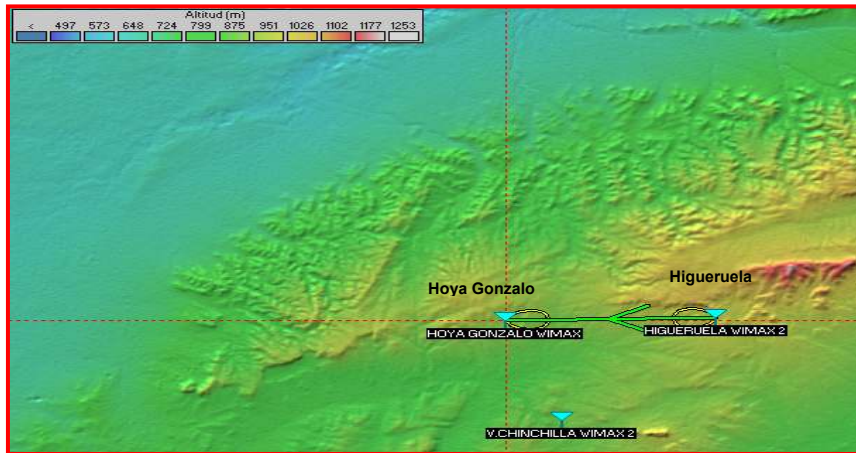 Altitud (m)
< 497 573 648 724 799 875 951 1026 1102 1177 1253
Hoya Gonzalo
Higueruela
HOYA GONZALO WIMAX
HIGUERUELA WIMAX 2
V.CHINCHILLA WIMAX 2